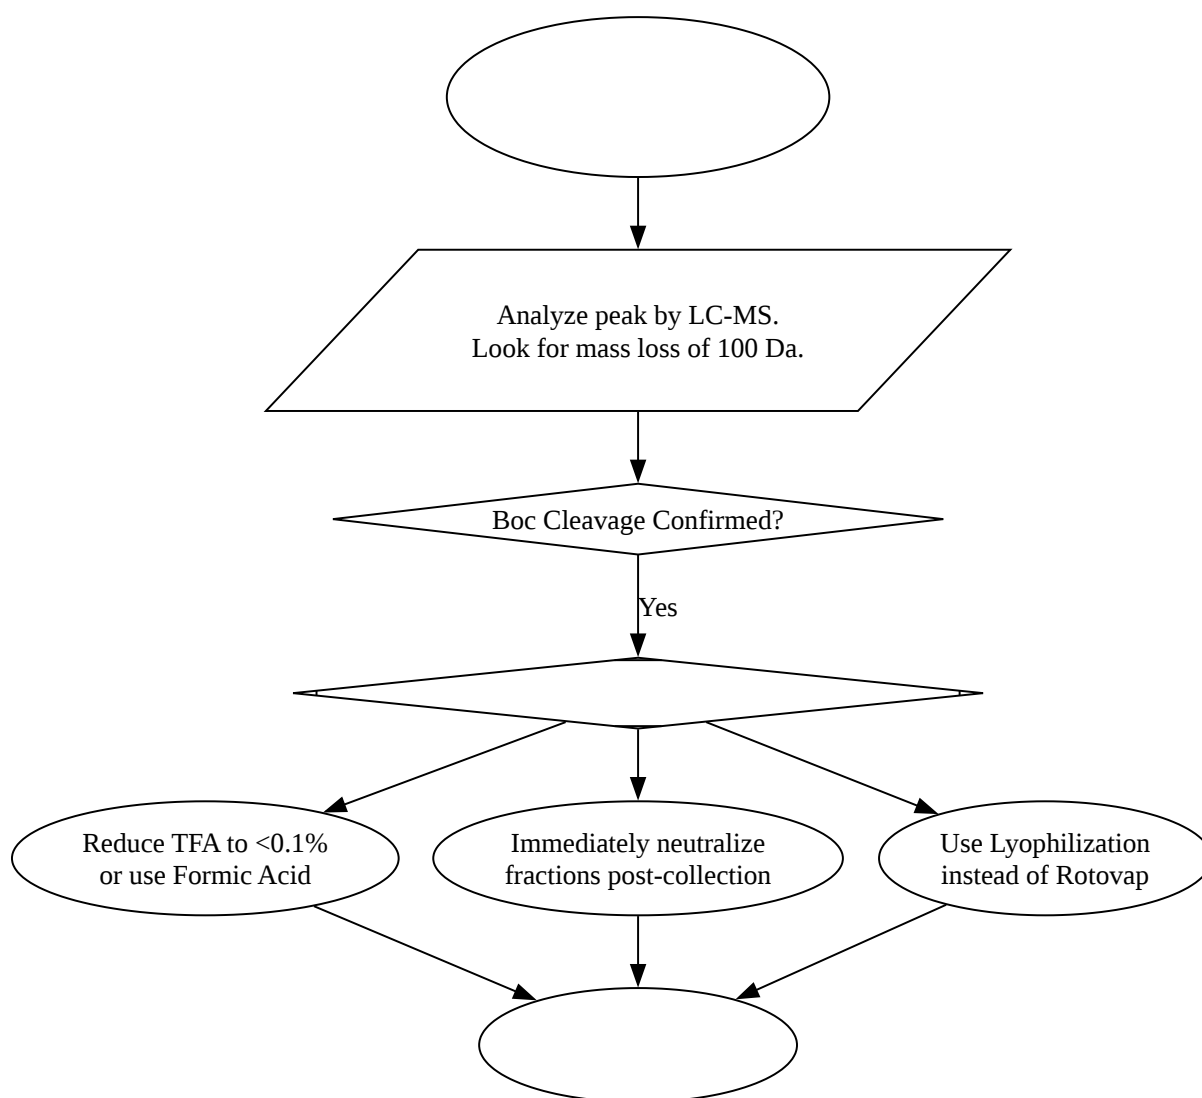 Analyze peak by LC-MS.
Look for mass loss of 100 Da.
Boc Cleavage Confirmed?
Yes
Reduce TFA to <0.1%
or use Formic Acid
Immediately neutralize
fractions post-collection
Use Lyophilization
instead of Rotovap